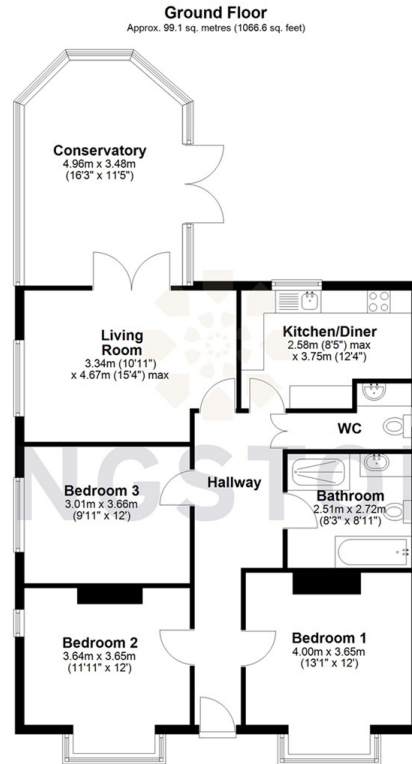 Ground Floor
Approx. 99.1 sq. metres (1066.6 sq. feet)
Conservatory
4.96m x 3.48m
(16'3" x 11'5")
Living
Room
3.34m (10'11")
x 4.67m (15'4") max
Kitchen/Diner
2.58m (8'5") max
x 3.75m (12'4")
WC
Hallway
Bedroom 3
3.01m x 3.66m
(9'11" x 12')
Bathroom
2.51m x 2.72m
(8'3" x 8'11")
NGSTO
Bedroom 2
3.64m x 3.65m
(11'11" x 12')
Bedroom 1
4.00m x 3.65m
(13'1" x 12')